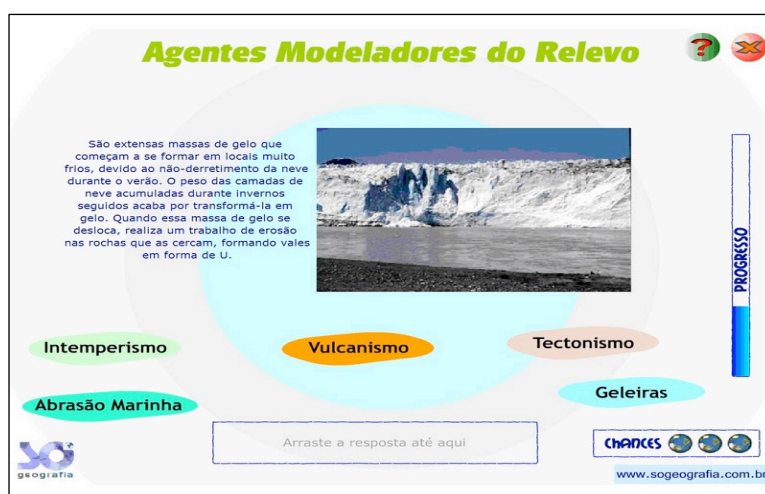 Agentes Modeladores do Relevo
?
São extensas massas de gelo que
começam a se formar em locais muito
frios, devido ao não-derretimento da neve
durante o verão. O peso das camadas de
neve acumuladas durante invernos
seguidos acaba por transformá-la em
gelo. Quando essa massa de gelo se
desloca, realiza um trabalho de erosão
nas rochas que as cercam, formando vales
em forma de U.
PROGRESSO
Intemperismo
Vulcanismo
Tectonismo
Abrasão Marinha
Geleiras
Arraste a resposta até aqui
CHANCES
só
geografia
www.sogeografia.com.br